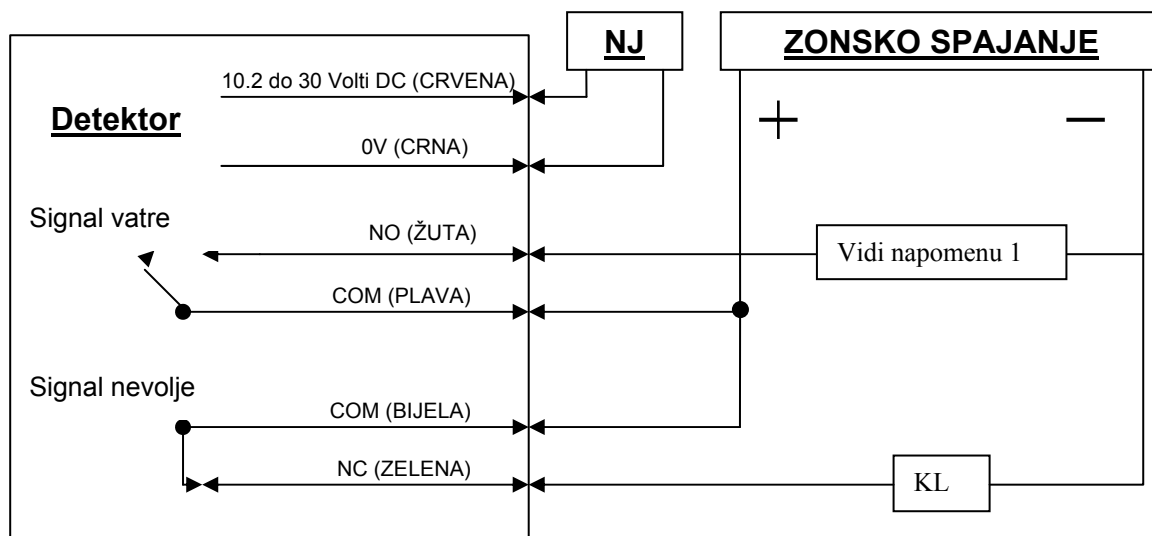 NJ
ZONSKO SPAJANJE
10.2 do 30 Volti DC (CRVENA)
Detektor
+
—
0V (CRNA)
Signal vatre
NO (ŽUTA)
Vidi napomenu 1
COM (PLAVA)
Signal nevolje
COM (BIJELA)
NC (ZELENA)
KL